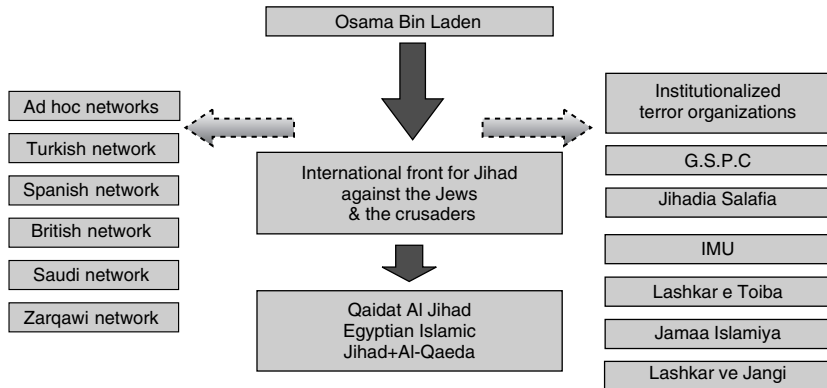 Osama Bin Laden
Ad hoc networks
Turkish network
Spanish network
British network
Saudi network
Zarqawi network
International front for Jihad
against the Jews
& the crusaders
Qaidat Al Jihad
Egyptian Islamic
Jihad+Al-Qaeda
Institutionalized
terror organizations
G.S.P.C
Jihadia Salafia
IMU
Lashkar e Toiba
Jamaa Islamiya
Lashkar ve Jangi